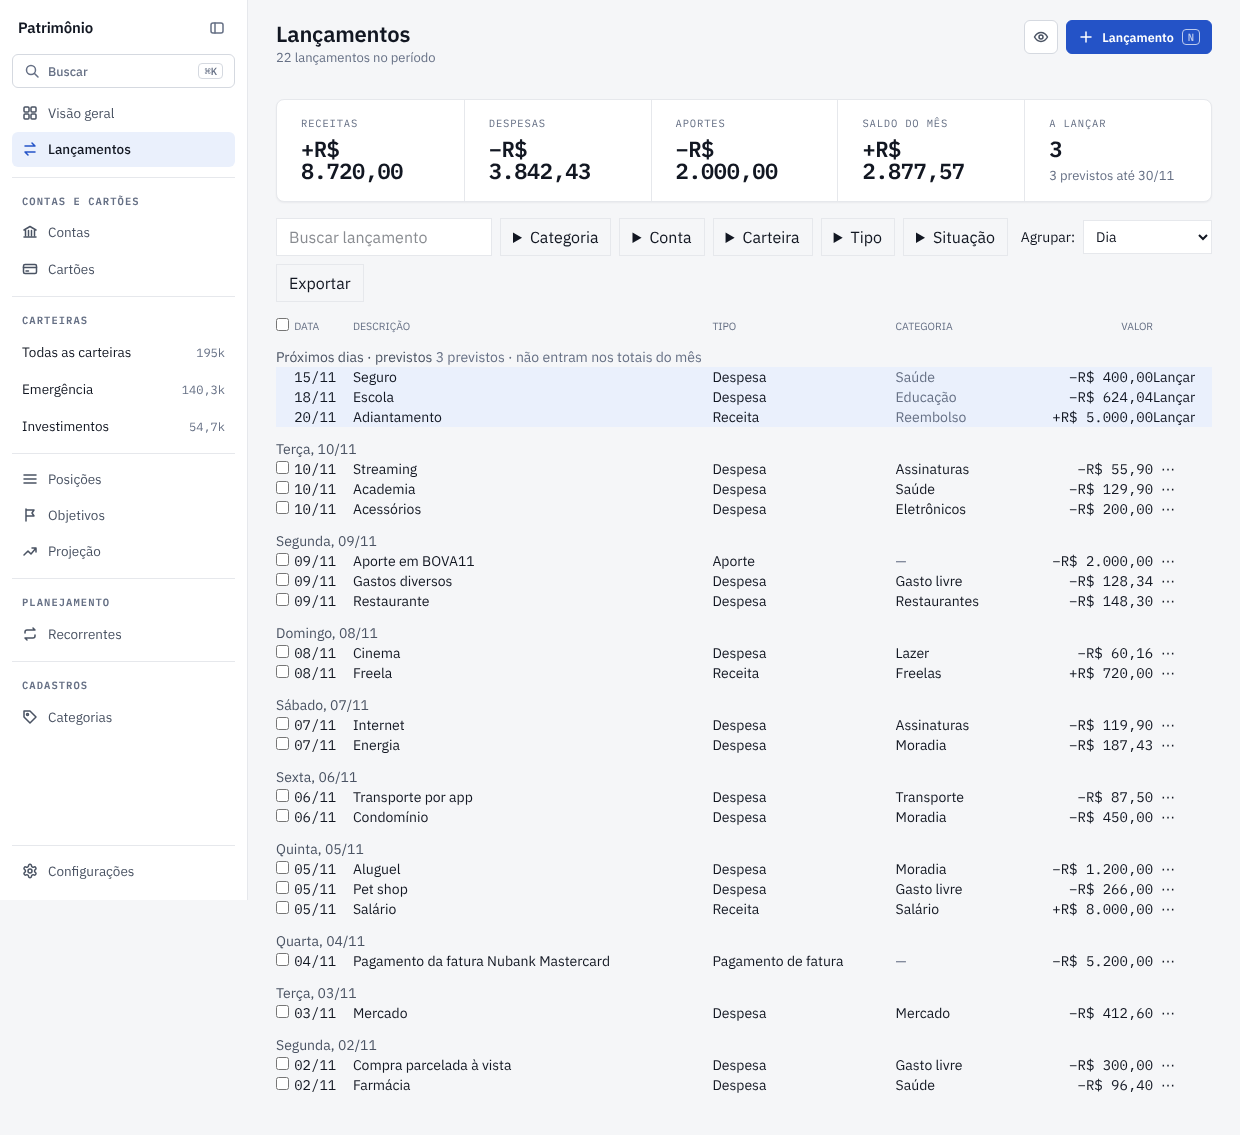 Patrimônio
Buscar ⌘K
Visão geral
Lançamentos
CONTAS E CARTÕES
Contas
Cartões
CARTEIRAS
Todas as carteiras 195k
Emergência 140,3k
Investimentos 54,7k
Posições
Objetivos
Projeção
PLANEJAMENTO
Recorrentes
CADASTROS
Categorias
Configurações
Lançamentos
22 lançamentos no período
+ Lançamento N
RECEITAS
+R$
8.720,00
DESPESAS
−R$
3.842,43
APORTES
−R$
2.000,00
SALDO DO MÊS
+R$
2.877,57
A LANÇAR
3
3 previstos até 30/11
Buscar lançamento ▶ Categoria ▶ Conta ▶ Carteira ▶ Tipo ▶ Situação Agrupar: Dia
Exportar
DATA DESCRIÇÃO TIPO CATEGORIA VALOR
Próximos dias · previstos 3 previstos · não entram nos totais do mês
15/11 Seguro Despesa Saúde −R$ 400,00Lançar
18/11 Escola Despesa Educação −R$ 624,04Lançar
20/11 Adiantamento Receita Reembolso +R$ 5.000,00Lançar
Terça, 10/11
10/11 Streaming Despesa Assinaturas −R$ 55,90 ···
10/11 Academia Despesa Saúde −R$ 129,90 ···
10/11 Acessórios Despesa Eletrônicos −R$ 200,00 ···
Segunda, 09/11
09/11 Aporte em BOVA11 Aporte — −R$ 2.000,00 ···
09/11 Gastos diversos Despesa Gasto livre −R$ 128,34 ···
09/11 Restaurante Despesa Restaurantes −R$ 148,30 ···
Domingo, 08/11
08/11 Cinema Despesa Lazer −R$ 60,16 ···
08/11 Freela Receita Freelas +R$ 720,00 ···
Sábado, 07/11
07/11 Internet Despesa Assinaturas −R$ 119,90 ···
07/11 Energia Despesa Moradia −R$ 187,43 ···
Sexta, 06/11
06/11 Transporte por app Despesa Transporte −R$ 87,50 ···
06/11 Condomínio Despesa Moradia −R$ 450,00 ···
Quinta, 05/11
05/11 Aluguel Despesa Moradia −R$ 1.200,00 ···
05/11 Pet shop Despesa Gasto livre −R$ 266,00 ···
05/11 Salário Receita Salário +R$ 8.000,00 ···
Quarta, 04/11
04/11 Pagamento da fatura Nubank Mastercard Pagamento de fatura — −R$ 5.200,00 ···
Terça, 03/11
03/11 Mercado Despesa Mercado −R$ 412,60 ···
Segunda, 02/11
02/11 Compra parcelada à vista Despesa Gasto livre −R$ 300,00 ···
02/11 Farmácia Despesa Saúde −R$ 96,40 ···